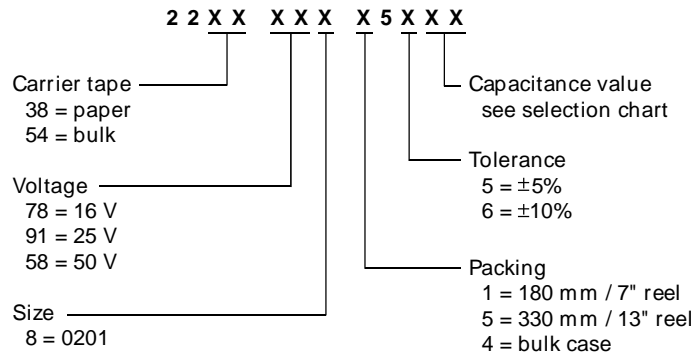 2 2 X X X X X X 5 X X X
Carrier tape
38 = paper
54 = bulk
Voltage
78 = 16 V
91 = 25 V
58 = 50 V
Size
8 = 0201
Capacitance value
see selection chart
Tolerance
5 = ±5%
6 = ±10%
Packing
1 = 180 mm / 7" reel
5 = 330 mm / 13" reel
4 = bulk case